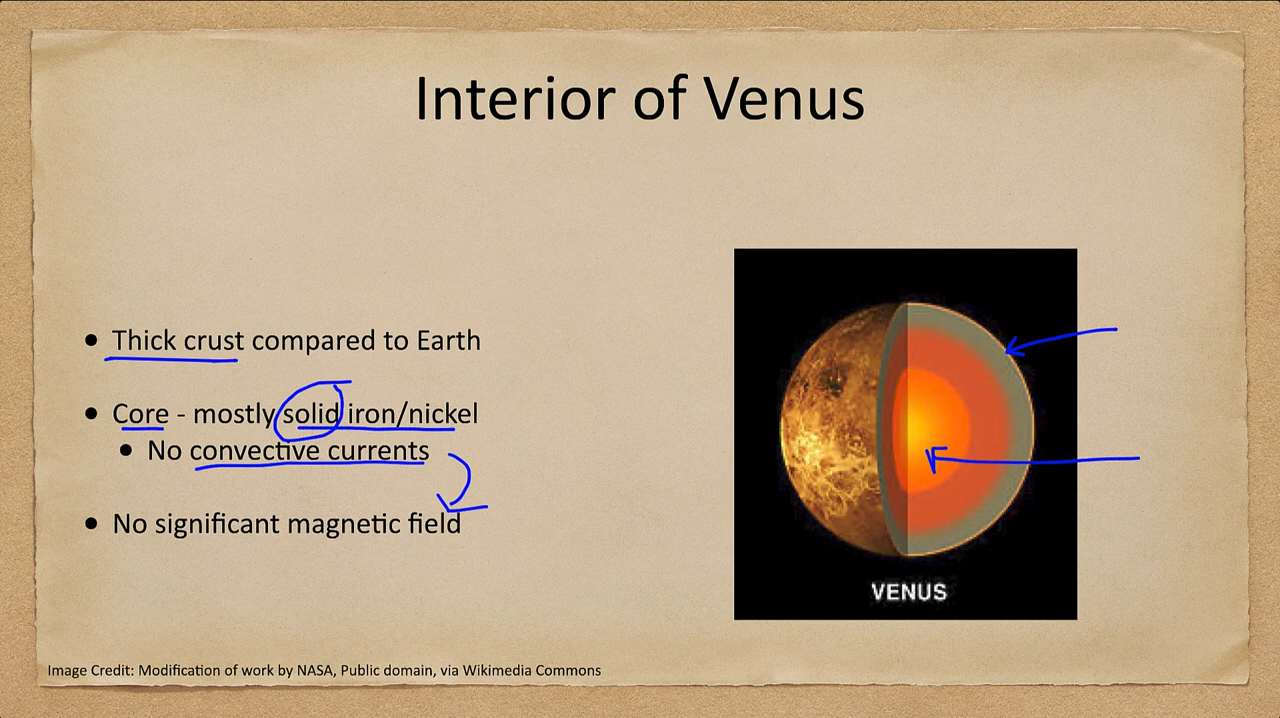 Interior of Venus
• Thick crust compared to Earth
• Core - mostly solid iron/nickel
• No convective currents
• No significant magnetic field
VENUS
Image Credit: Modification of work by NASA, Public domain, via Wikimedia Commons